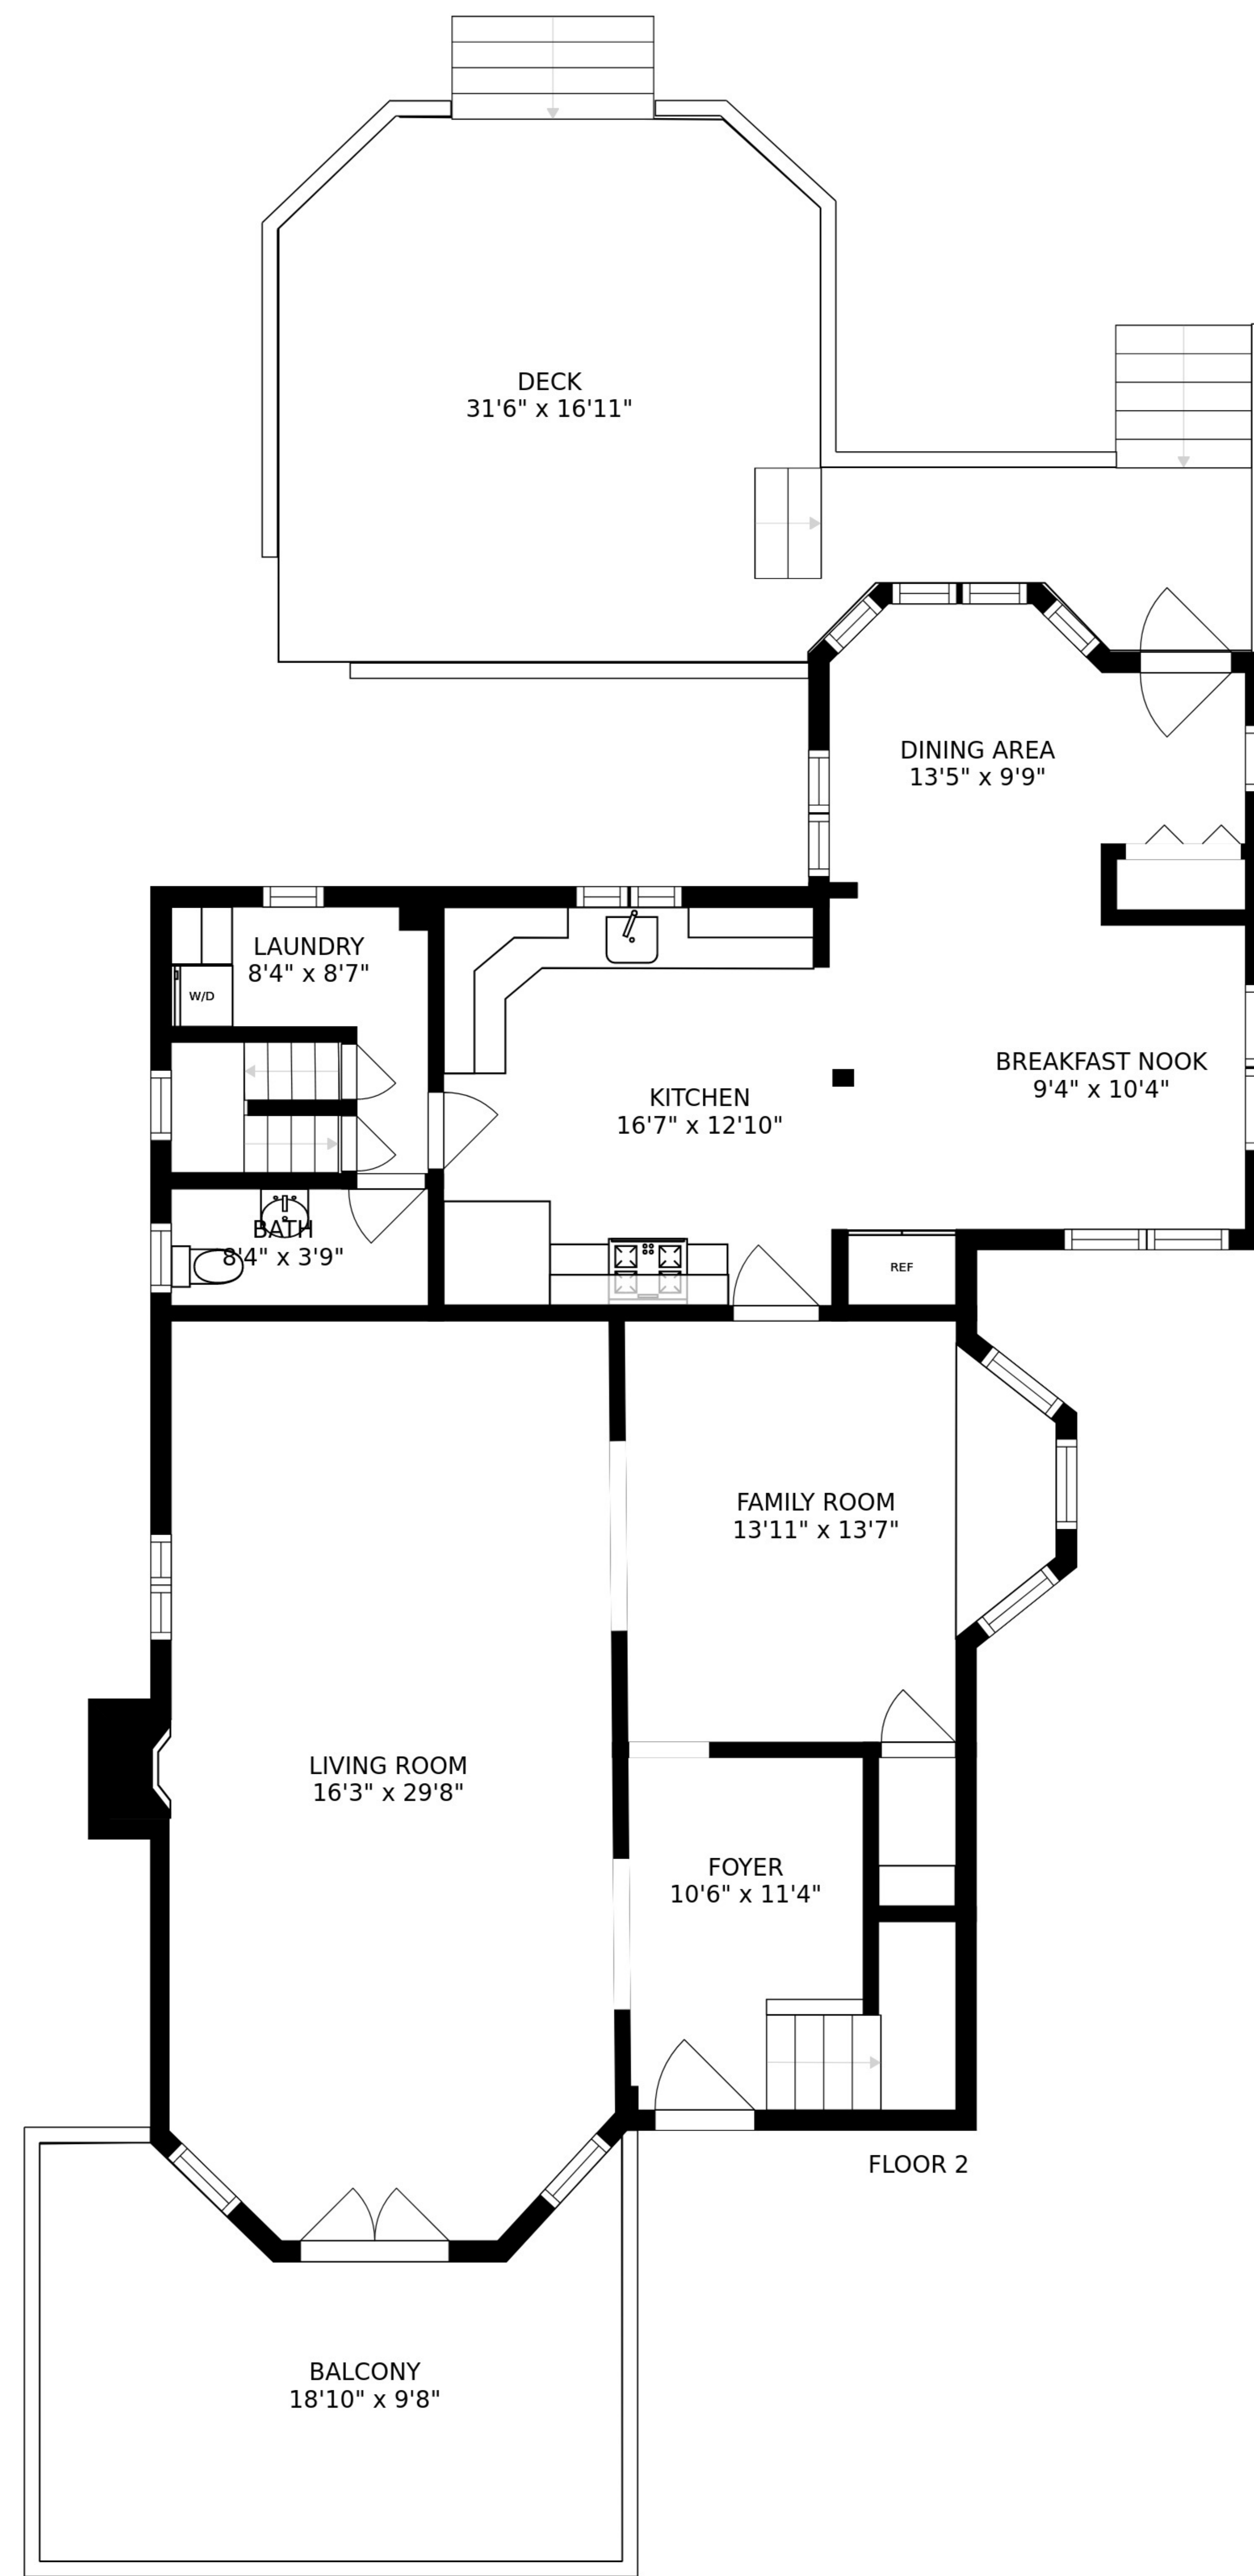 DECK
31'6" x 16'11"
DINING AREA
13'5" x 9'9"
LAUNDRY
8'4" x 8'7"
W/D
BREAKFAST NOOK
9'4" x 10'4"
KITCHEN
16'7" x 12'10"
BATH
8'4" x 3'9"
REF
FAMILY ROOM
13'11" x 13'7"
LIVING ROOM
16'3" x 29'8"
FOYER
10'6" x 11'4"
FLOOR 2
BALCONY
18'10" x 9'8"